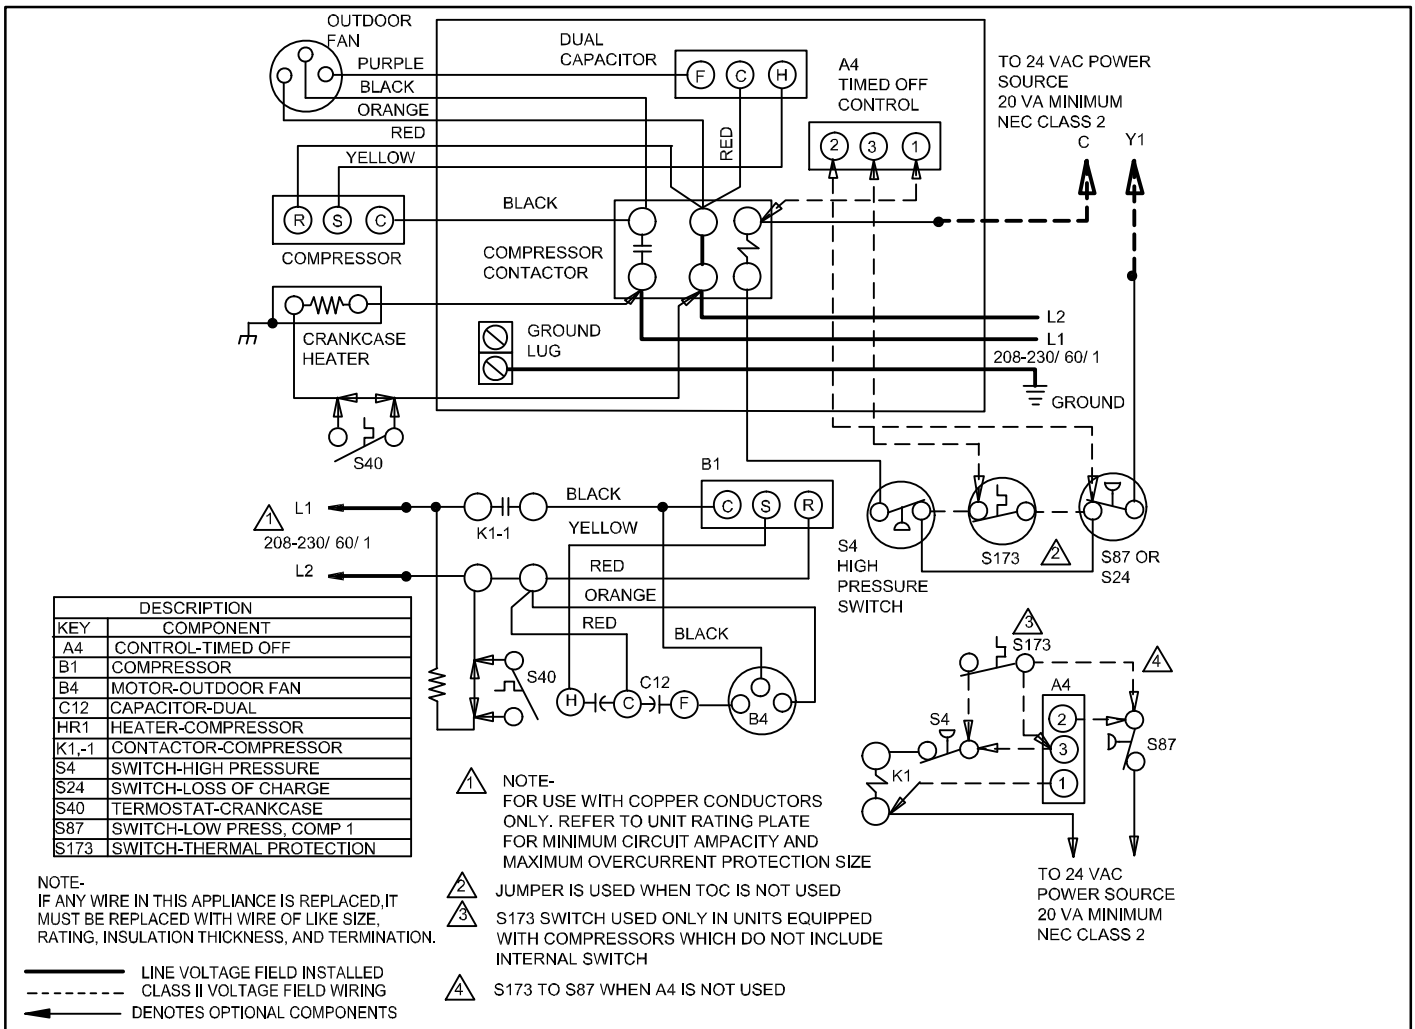 OUTDOOR
FAN
PURPLE
BLACK
ORANGE
RED
YELLOW
DUAL
CAPACITOR
F C H
A4
TIMED OFF
CONTROL
2 3 1
TO 24 VAC POWER
SOURCE
20 VA MINIMUM
NEC CLASS 2
C Y1
RED
R S C
COMPRESSOR
BLACK
COMPRESSOR
CONTACTOR
CRANKCASE
HEATER
GROUND
LUG
L2
L1
208-230/ 60/ 1
GROUND
S40
B1
L1
1
208-230/ 60/ 1
L2
K1-1
BLACK
C S R
YELLOW
RED
ORANGE
RED
BLACK
S40
H C C12 F
B4
S4
HIGH
PRESSURE
SWITCH
S173
2
S87 OR
S24
3
S173
4
A4
2
3
1
S4
K1
S87
TO 24 VAC
POWER SOURCE
20 VA MINIMUM
NEC CLASS 2
DESCRIPTION
KEY COMPONENT
A4 CONTROL-TIMED OFF
B1 COMPRESSOR
B4 MOTOR-OUTDOOR FAN
C12 CAPACITOR-DUAL
HR1 HEATER-COMPRESSOR
K1,-1 CONTACTOR-COMPRESSOR
S4 SWITCH-HIGH PRESSURE
S24 SWITCH-LOSS OF CHARGE
S40 TERMOSTAT-CRANKCASE
S87 SWITCH-LOW PRESS, COMP 1
S173 SWITCH-THERMAL PROTECTION
NOTE-
IF ANY WIRE IN THIS APPLIANCE IS REPLACED,IT
MUST BE REPLACED WITH WIRE OF LIKE SIZE,
RATING, INSULATION THICKNESS, AND TERMINATION.
LINE VOLTAGE FIELD INSTALLED
CLASS II VOLTAGE FIELD WIRING
DENOTES OPTIONAL COMPONENTS
1 NOTE-
FOR USE WITH COPPER CONDUCTORS
ONLY. REFER TO UNIT RATING PLATE
FOR MINIMUM CIRCUIT AMPACITY AND
MAXIMUM OVERCURRENT PROTECTION SIZE
2 JUMPER IS USED WHEN TOC IS NOT USED
3 S173 SWITCH USED ONLY IN UNITS EQUIPPED
WITH COMPRESSORS WHICH DO NOT INCLUDE
INTERNAL SWITCH
4 S173 TO S87 WHEN A4 IS NOT USED